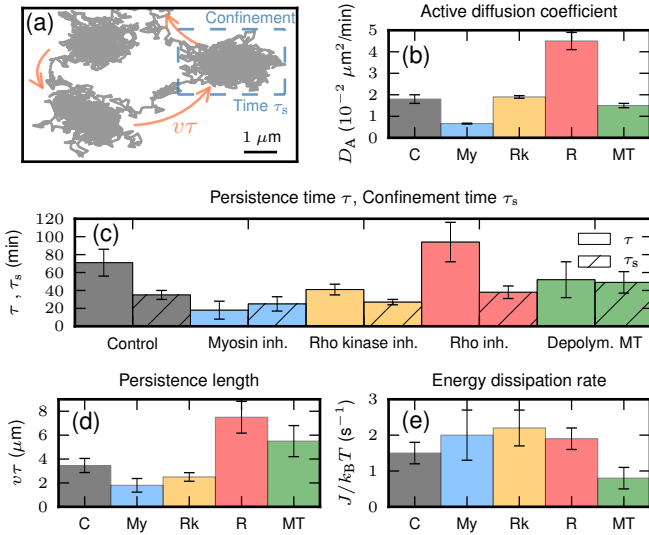 (a)
Confinement
Time τs
vτ
1 μm
Active diffusion coefficient
(b)
DA (10−2 μm2/min)
5
4
3
2
1
0
C My Rk R MT
Persistence time τ, Confinement time τs
(c)
τ, τs (min)
120
100
80
60
40
20
0
τ
τs
Control Myosin inh. Rho kinase inh. Rho inh. Depolym. MT
Persistence length
(d)
vτ (μm)
8
6
4
2
0
C My Rk R MT
Energy dissipation rate
(e)
J/kBT (s−1)
3
2
1
0
C My Rk R MT